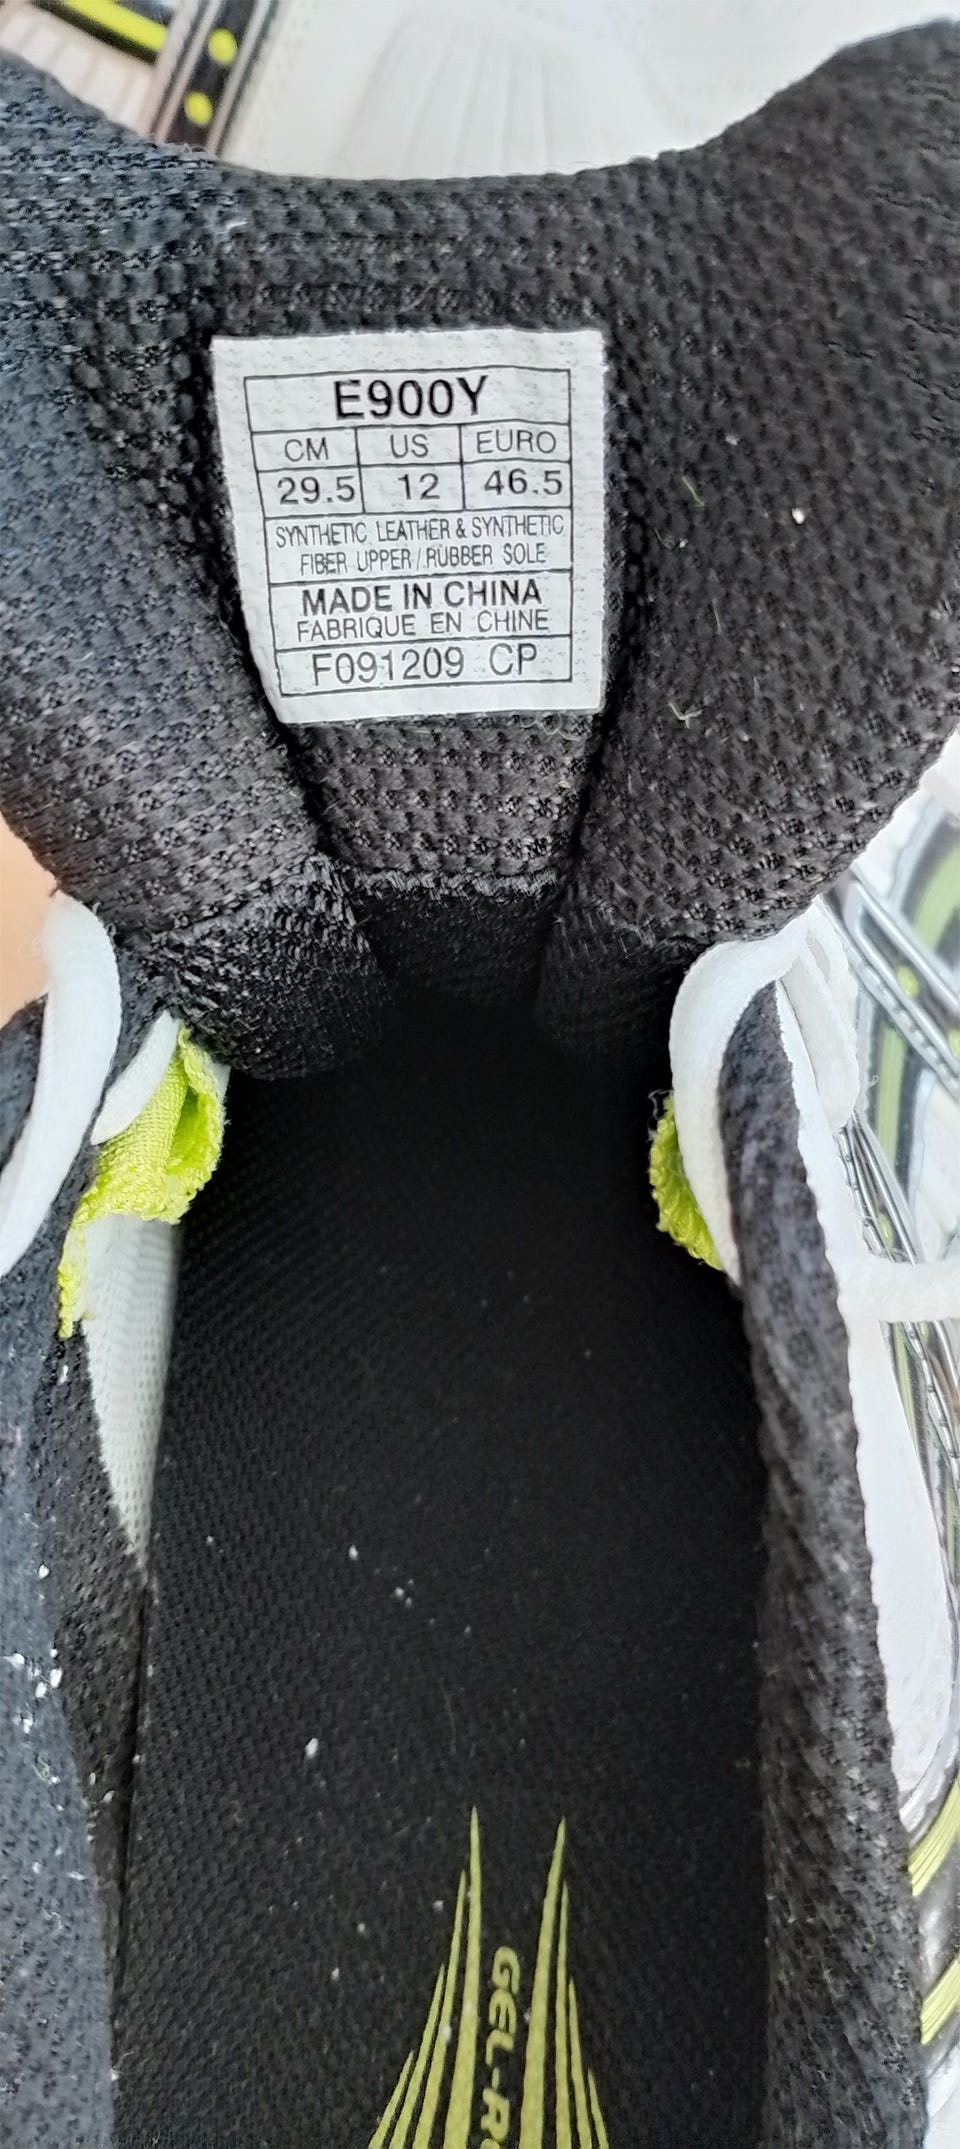 E900Y
CM US EURO
29.5 12 46.5
SYNTHETIC LEATHER & SYNTHETIC
FIBER UPPER / RUBBER SOLE
MADE IN CHINA
FABRIQUE EN CHINE
F091209 CP
GEL-R